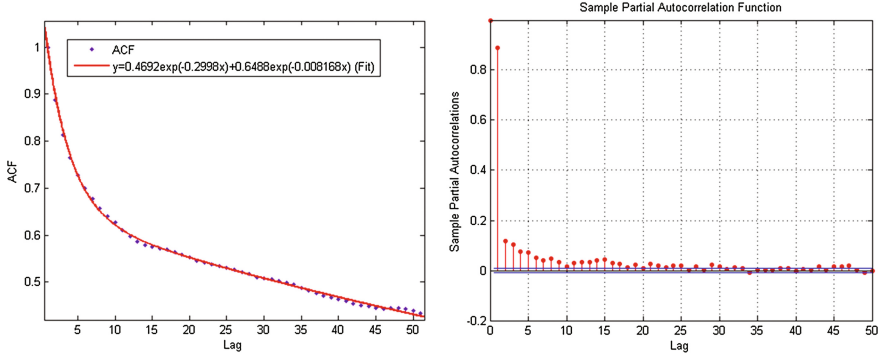 Sample Partial Autocorrelation Function
ACF
y=0.4692exp(-0.2998x)+0.6488exp(-0.008168x) (Fit)
1
0.9
0.8
0.7
0.6
0.5
ACF
5 10 15 20 25 30 35 40 45 50
Lag
0.8
0.6
0.4
0.2
0
-0.2
Sample Partial Autocorrelations
0 5 10 15 20 25 30 35 40 45 50
Lag